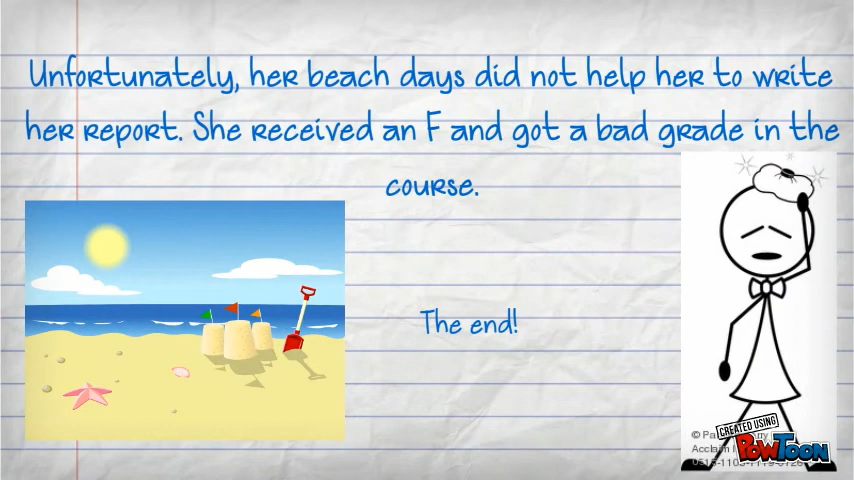 Unfortunately, her beach days did not help her to write
her report. She received an F and got a bad grade in the
course.
The end!
CREATED USING
POWTOON